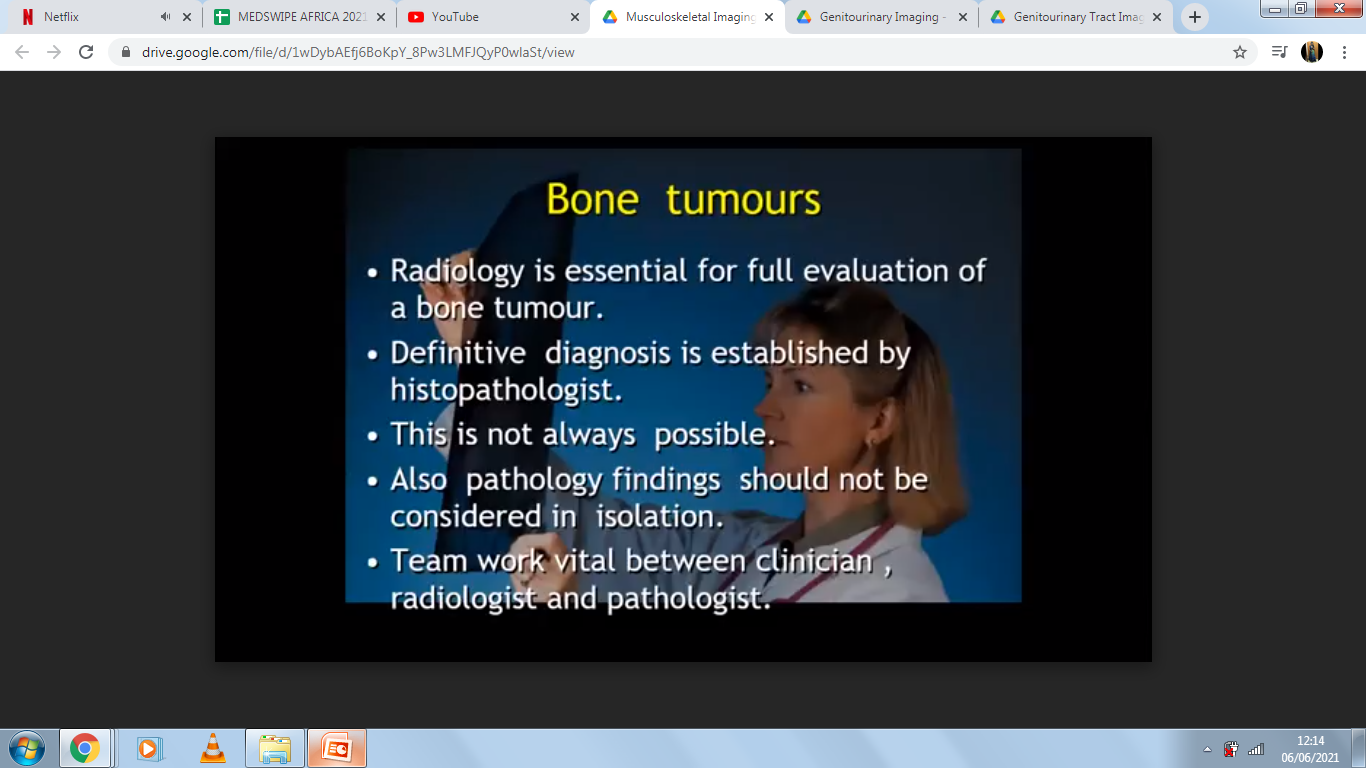 Netflix
MEDSWIPE AFRICA 2021
YouTube
Musculoskeletal Imaging
Genitourinary Imaging -
Genitourinary Tract Imag
drive.google.com/file/d/1wDybAEfj6BoKpY_8Pw3LMFJQyP0wlaSt/view
Bone tumours
• Radiology is essential for full evaluation of
a bone tumour.
• Definitive diagnosis is established by
histopathologist.
• This is not always possible.
• Also pathology findings should not be
considered in isolation.
• Team work vital between clinician ,
radiologist and pathologist.
12:14
06/06/2021